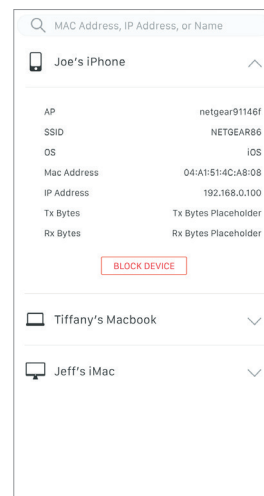 MAC Address, IP Address, or Name
Joe's iPhone
AP netgear91146f
SSID NETGEAR86
OS iOS
Mac Address 04:A1:51:4C:A8:08
IP Address 192.168.0.100
Tx Bytes Tx Bytes Placeholder
Rx Bytes Rx Bytes Placeholder
BLOCK DEVICE
Tiffany's Macbook
Jeff's iMac